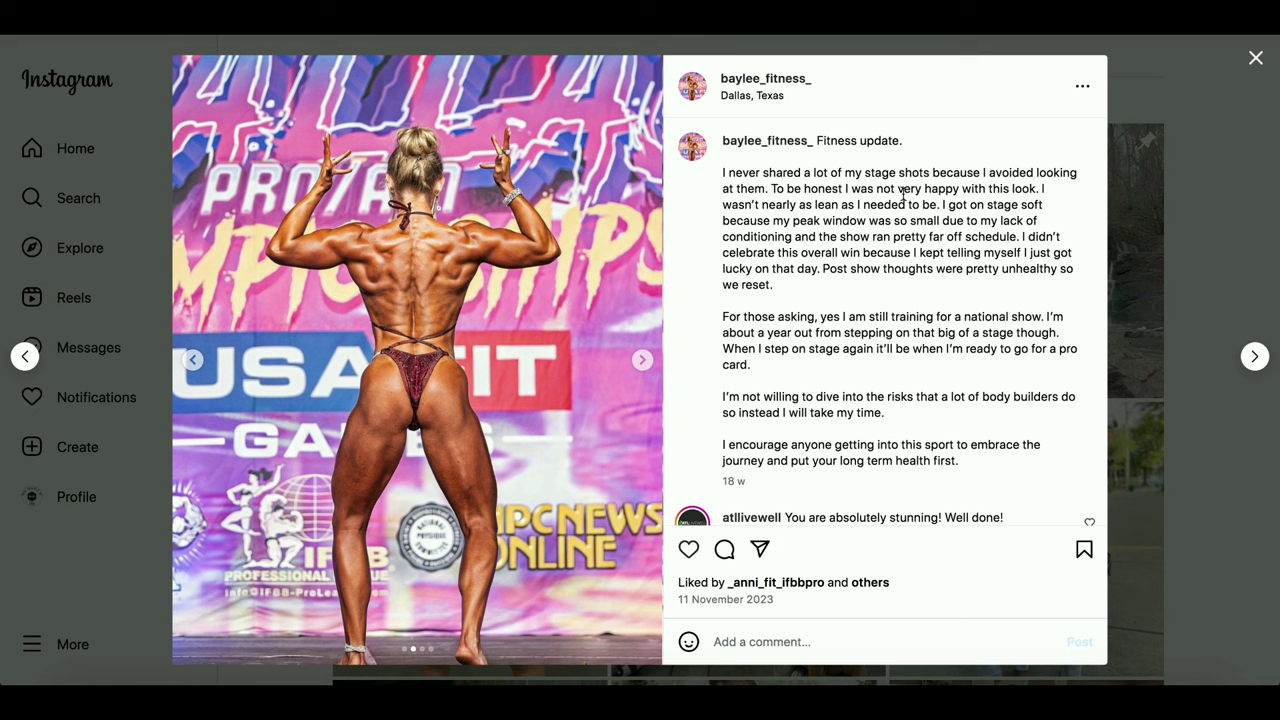 Instagram
Home
Search
Explore
Reels
Messages
Notifications
Create
Profile
More
PRO/AM
USA FIT
GAMES
IFBB
PROFESSIONAL
NPC NEWS
ONLINE
baylee_fitness_
Dallas, Texas
baylee_fitness_ Fitness update.
I never shared a lot of my stage shots because I avoided looking
at them. To be honest I was not very happy with this look. I
wasn’t nearly as lean as I needed to be. I got on stage soft
because my peak window was so small due to my lack of
conditioning and the show ran pretty far off schedule. I didn’t
celebrate this overall win because I kept telling myself I just got
lucky on that day. Post show thoughts were pretty unhealthy so
we reset.
For those asking, yes I am still training for a national show. I’m
about a year out from stepping on that big of a stage though.
When I step on stage again it’ll be when I’m ready to go for a pro
card.
I’m not willing to dive into the risks that a lot of body builders do
so instead I will take my time.
I encourage anyone getting into this sport to embrace the
journey and put your long term health first.
18 w
atllivewell You are absolutely stunning! Well done!
Liked by _anni_fit_ifbbpro and others
11 November 2023
Add a comment...
Post